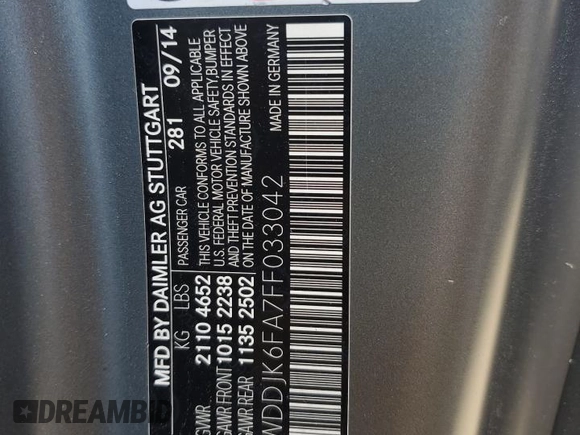 MFD BY DAIMLER AG STUTTGART
KG LBS PASSENGER CAR 281 09/14
GVWR 2110 4652 THIS VEHICLE CONFORMS TO ALL APPLICABLE
GAWR FRONT 1015 2238 U.S. FEDERAL MOTOR VEHICLE SAFETY, BUMPER
GAWR REAR 1135 2502 AND THEFT PREVENTION STANDARDS IN EFFECT
ON THE DATE OF MANUFACTURE SHOWN ABOVE
WDDJK6FA7FF033042 MADE IN GERMANY
DREAMBID